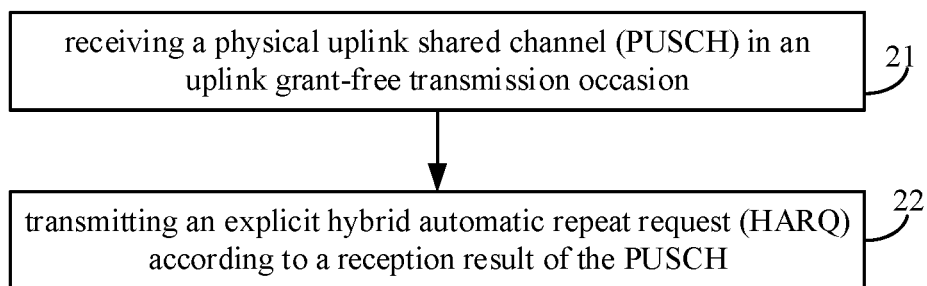 receiving a physical uplink shared channel (PUSCH) in an
uplink grant-free transmission occasion
21
transmitting an explicit hybrid automatic repeat request (HARQ)
according to a reception result of the PUSCH
22